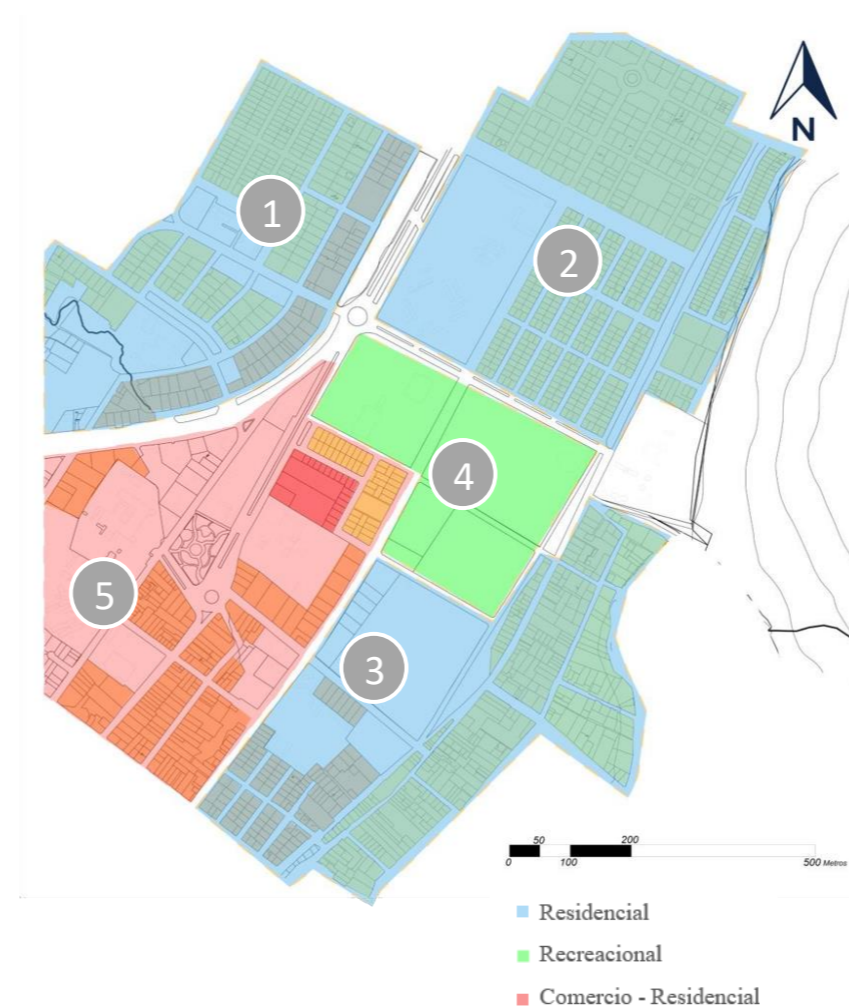 N
1
2
4
5
3
50 200
0 100 500 Metros
Residencial
Recreacional
Comercio - Residencial